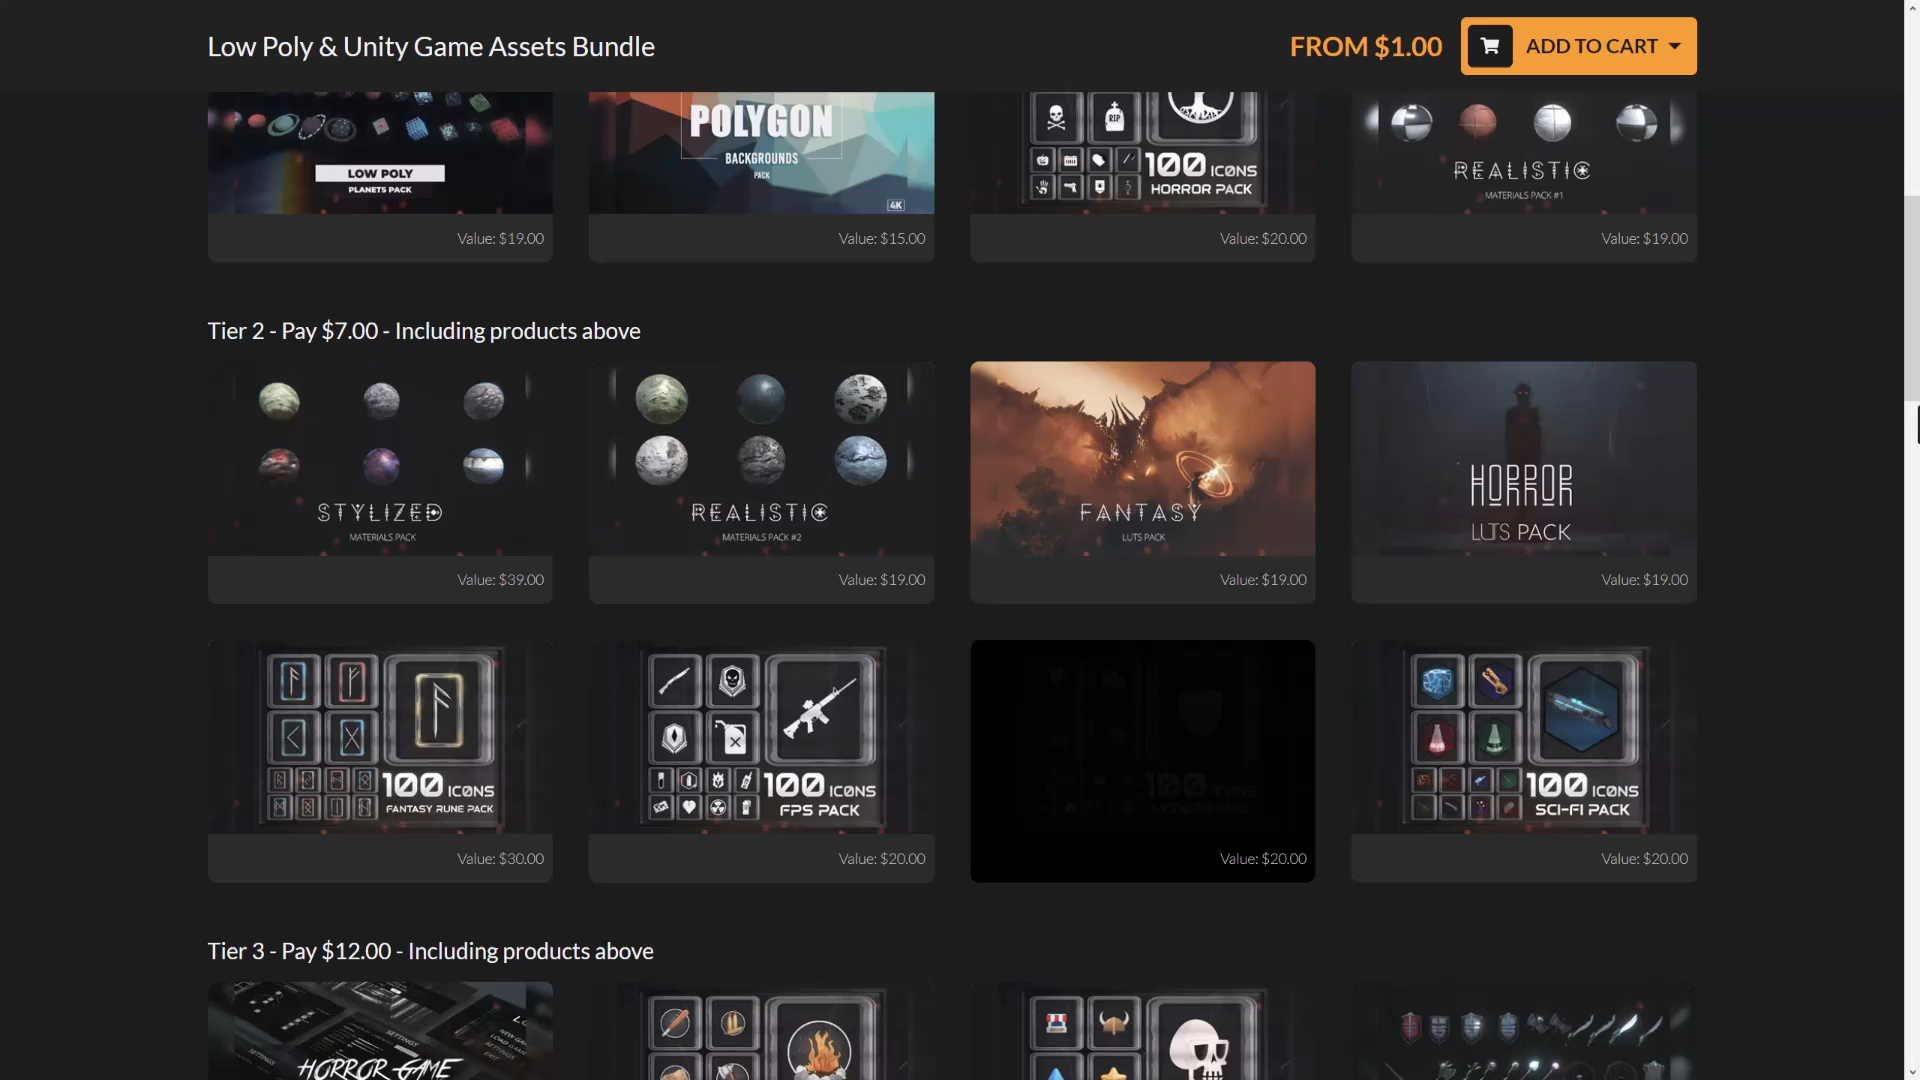 Low Poly & Unity Game Assets Bundle
FROM $1.00
ADD TO CART
LOW POLY
PLANETS PACK
POLYGON
BACKGROUNDS
PACK
4K
RIP
100 ICONS
HORROR PACK
REALISTIC
MATERIALS PACK #1
Value: $19.00
Value: $15.00
Value: $20.00
Value: $19.00
Tier 2 - Pay $7.00 - Including products above
STYLIZED
MATERIALS PACK
REALISTIC
MATERIALS PACK #2
FANTASY
LUTS PACK
HORROR
LUTS PACK
Value: $39.00
Value: $19.00
Value: $19.00
Value: $19.00
100 ICONS
FANTASY RUNE PACK
100 ICONS
FPS PACK
100 ICONS
100 ICONS
SCI-FI PACK
Value: $30.00
Value: $20.00
Value: $20.00
Value: $20.00
Tier 3 - Pay $12.00 - Including products above
SETTINGS
HORROR GAME